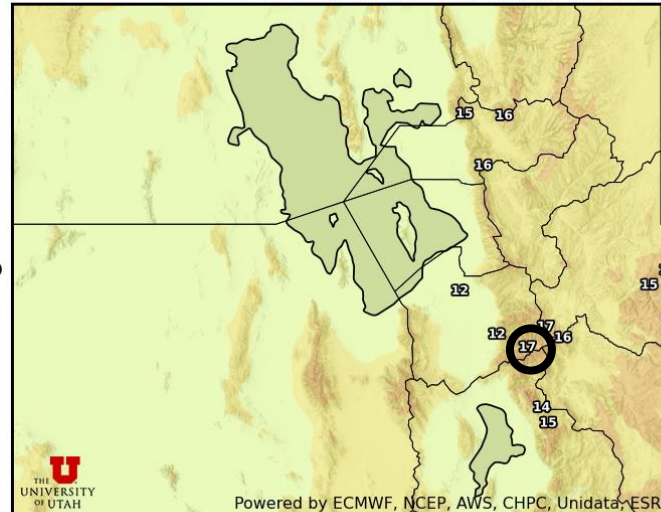 15
16
16
15
12
17
12
17
16
14
15
THE
UNIVERSITY
OF UTAH
Powered by ECMWF, NCEP, AWS, CHPC, Unidata, ESR